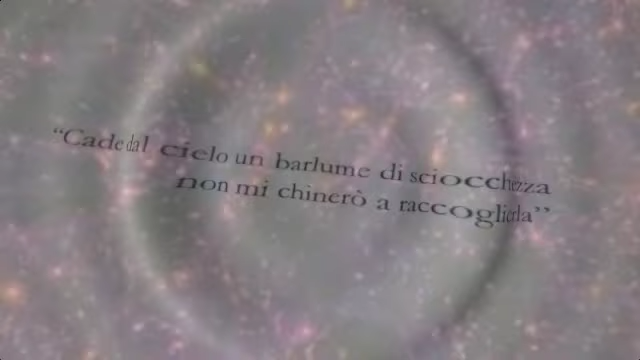 “Cade dal cielo un barlume di sciocchezza
non mi chinerò a raccoglierla”